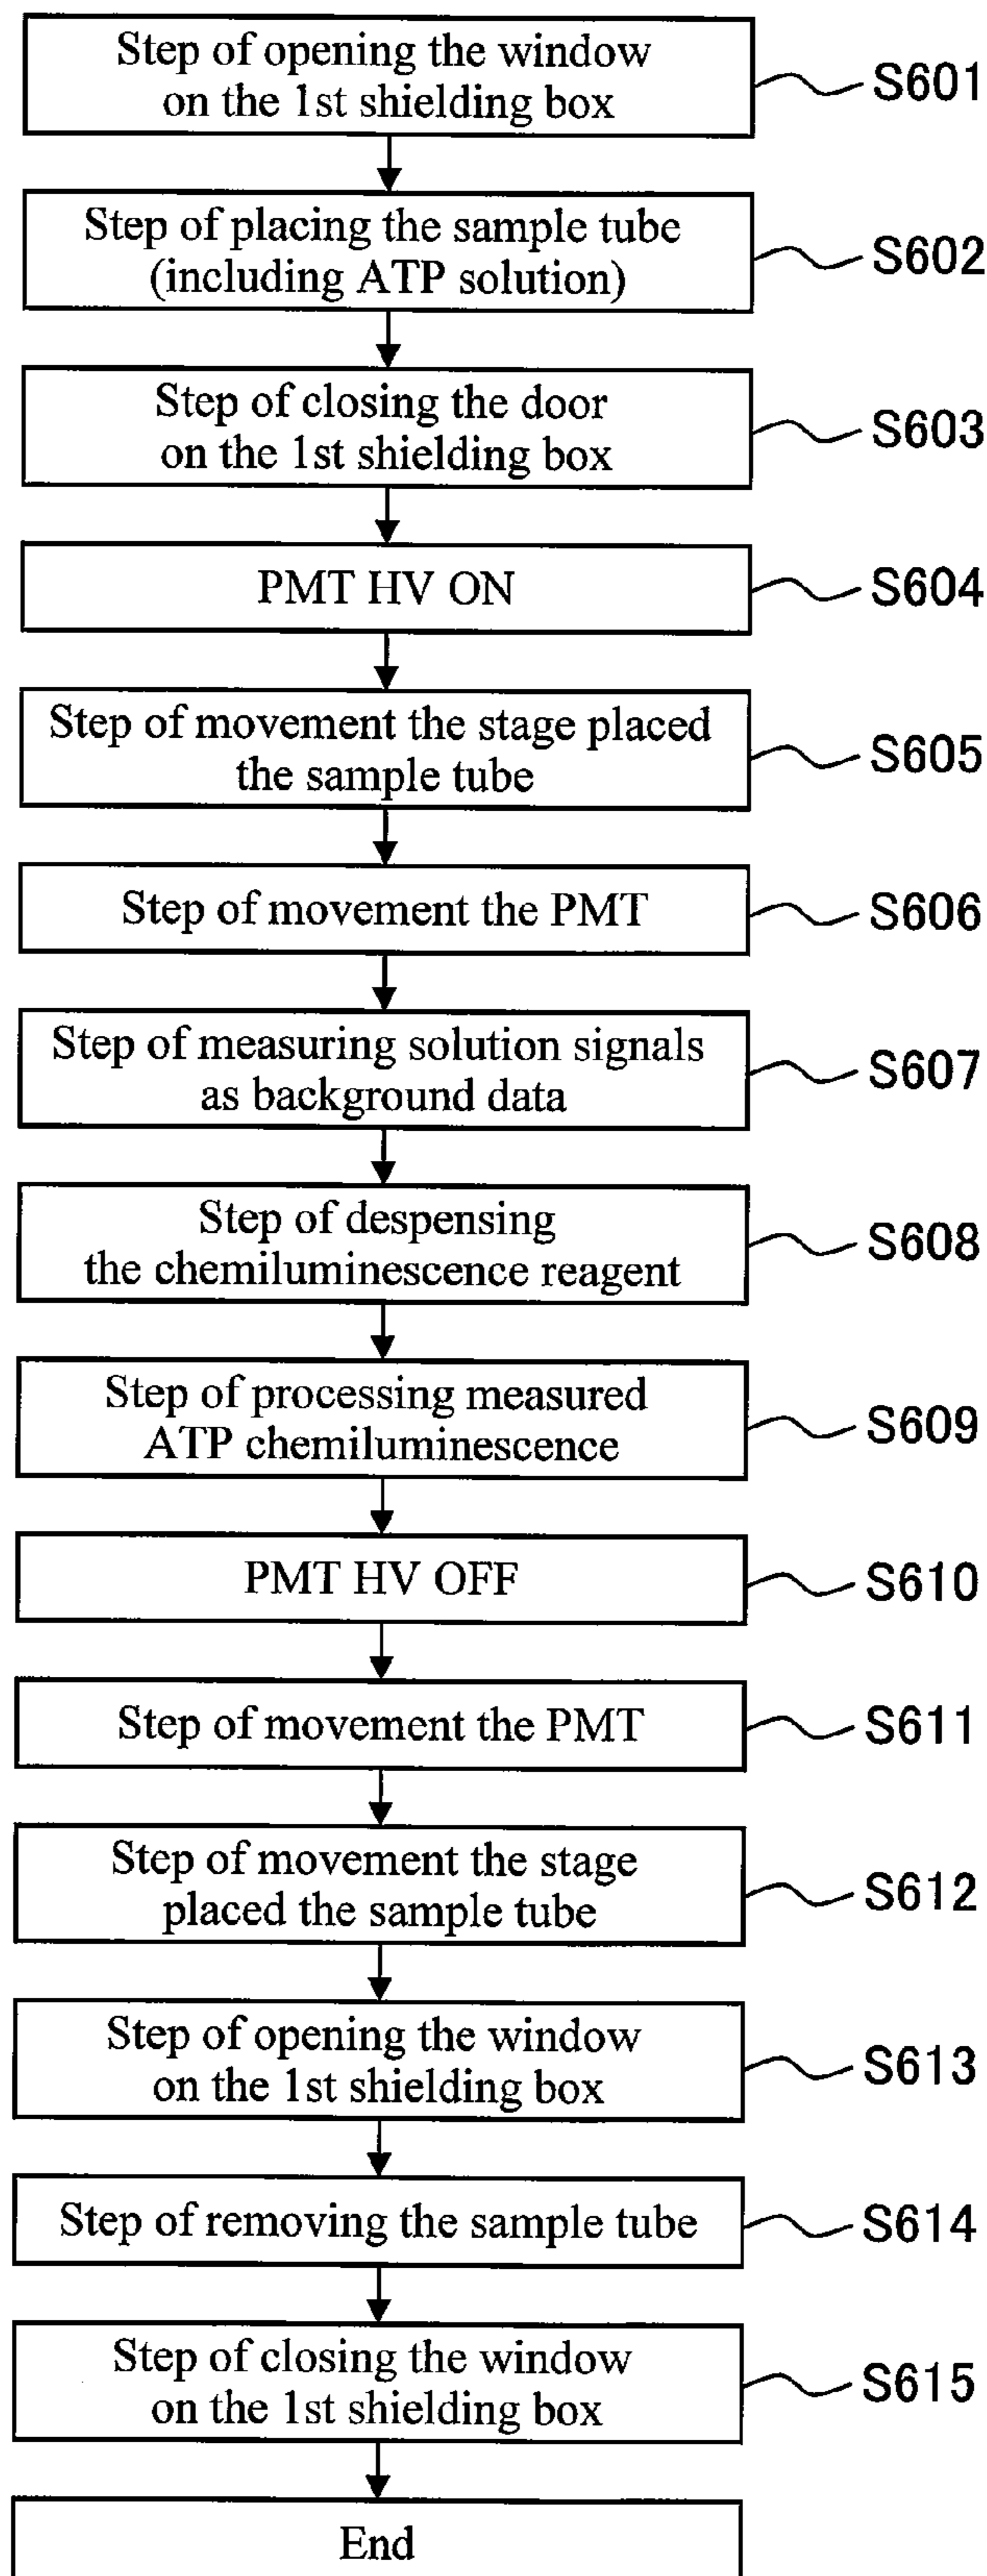 Step of opening the window
on the 1st shielding box
S601
Step of placing the sample tube
(including ATP solution)
S602
Step of closing the door
on the 1st shielding box
S603
PMT HV ON
S604
Step of movement the stage placed
the sample tube
S605
Step of movement the PMT
S606
Step of measuring solution signals
as background data
S607
Step of despensing
the chemiluminescence reagent
S608
Step of processing measured
ATP chemiluminescence
S609
PMT HV OFF
S610
Step of movement the PMT
S611
Step of movement the stage
placed the sample tube
S612
Step of opening the window
on the 1st shielding box
S613
Step of removing the sample tube
S614
Step of closing the window
on the 1st shielding box
S615
End